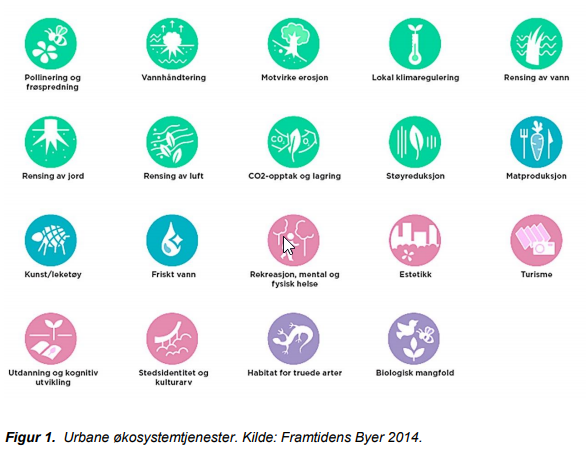 Pollinering og
frøspredning
Vannhåndtering
Motvirke erosjon
Lokal klimaregulering
Rensing av vann
Rensing av jord
Rensing av luft
CO2-opptak og lagring
Støyreduksjon
Matproduksjon
CO₂
O₂
Kunst/leketøy
Friskt vann
Rekreasjon, mental og
fysisk helse
Estetikk
Turisme
Utdanning og kognitiv
utvikling
Stedsidentitet og
kulturarv
Habitat for truede arter
Biologisk mangfold
Figur 1. Urbane økosystemtjenester. Kilde: Framtidens Byer 2014.